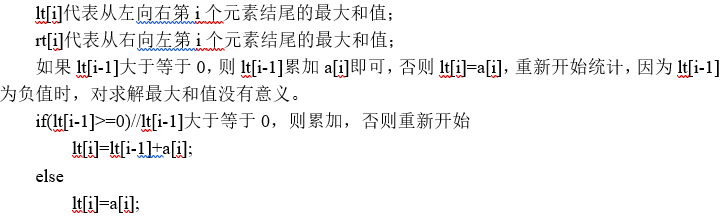 lt[i]代表从左向右第 i 个元素结尾的最大和值；
rt[i]代表从右向左第 i 个元素结尾的最大和值；
如果 lt[i-1]大于等于 0，则 lt[i-1]累加 a[i]即可，否则 lt[i]=a[i]，重新开始统计，因为 lt[i-1]
为负值时，对求解最大和值没有意义。
if(lt[i-1]>=0)//lt[i-1]大于等于 0，则累加，否则重新开始
lt[i]=lt[i-1]+a[i];
else
lt[i]=a[i];